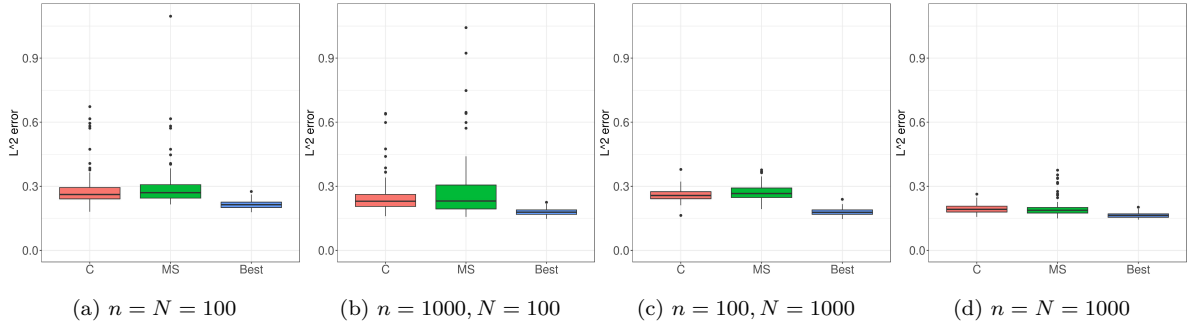 L^2 error
0.9
0.6
0.3
0.0
C MS Best
(a) n = N = 100
L^2 error
0.9
0.6
0.3
0.0
C MS Best
(b) n = 1000, N = 100
L^2 error
0.9
0.6
0.3
0.0
C MS Best
(c) n = 100, N = 1000
L^2 error
0.9
0.6
0.3
0.0
C MS Best
(d) n = N = 1000